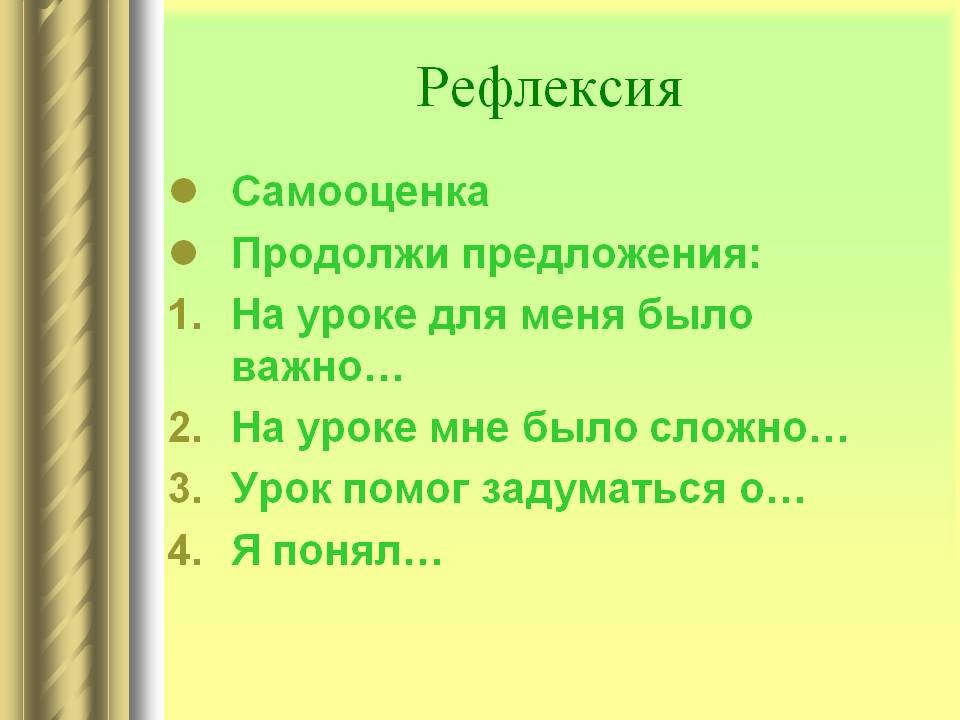 Рефлексия
Самооценка
Продолжи предложения:
1. На уроке для меня было
важно…
2. На уроке мне было сложно…
3. Урок помог задуматься о…
4. Я понял…